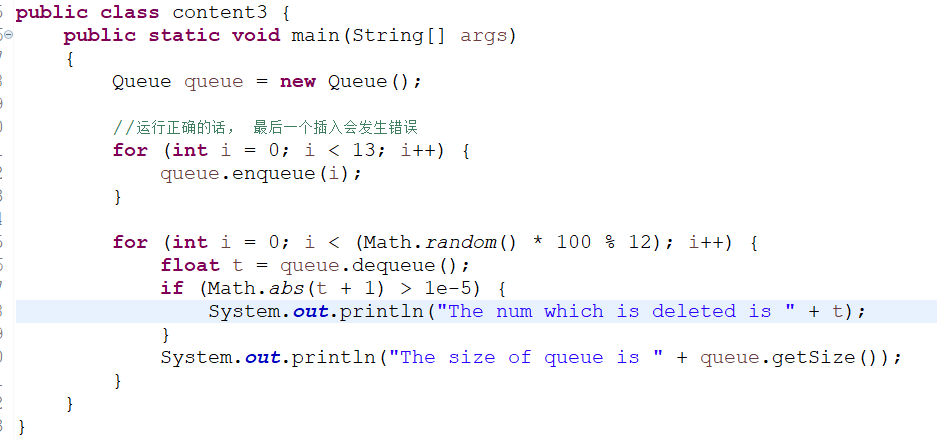 public class content3 {
public static void main(String[] args)
{
Queue queue = new Queue();
//运行正确的话， 最后一个插入会发生错误
for (int i = 0; i < 13; i++) {
queue.enqueue(i);
}
for (int i = 0; i < (Math.random() * 100 % 12); i++) {
float t = queue.dequeue();
if (Math.abs(t + 1) > 1e-5) {
System.out.println("The num which is deleted is " + t);
}
System.out.println("The size of queue is " + queue.getSize());
}
}
}